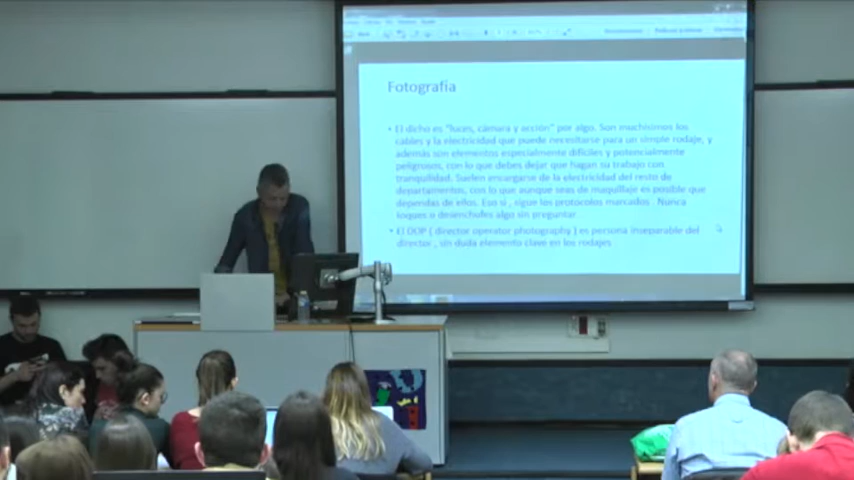 Fotografía
• El dicho es "luces, cámara y acción" por algo. Son muchísimos los
cables y la electricidad que puede necesitarse para un simple rodaje, y
además son elementos especialmente difíciles y potencialmente
peligrosos, con lo que debes dejar que hagan su trabajo con
tranquilidad. Suelen encargarse de la electricidad del resto de
departamentos, con lo que aunque seas de maquillaje es posible que
dependas de ellos. Eso si, sigue los protocolos marcados. Nunca
toques o desenchufes algo sin preguntar.
• El DOP ( director operator photography ) es persona inseparable del
director , sin duda elemento clave en los rodajes